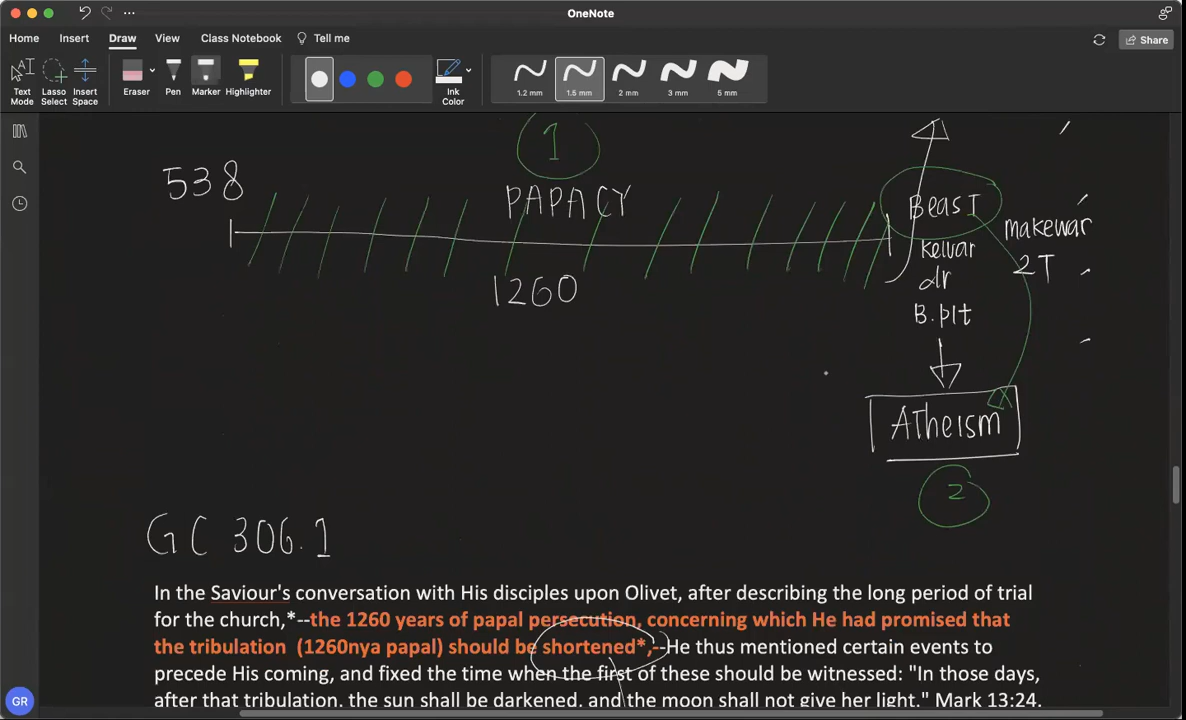 OneNote
Home Insert Draw View Class Notebook Tell me
Share
Text Mode
Lasso Select
Insert Space
Eraser
Pen
Marker
Highlighter
Ink Color
1.2 mm
1.5 mm
2 mm
3 mm
5 mm
1
538
PAPACY
Beast
makewar
2T
kelvar
dr
B.pIt
1260
Atheism
2
GC 306.1
In the Saviour's conversation with His disciples upon Olivet, after describing the long period of trial
for the church,*--the 1260 years of papal persecution, concerning which He had promised that
the tribulation (1260nya papal) should be shortened*,--He thus mentioned certain events to
precede His coming, and fixed the time when the first of these should be witnessed: "In those days,
after that tribulation, the sun shall be darkened, and the moon shall not give her light." Mark 13:24.
GR